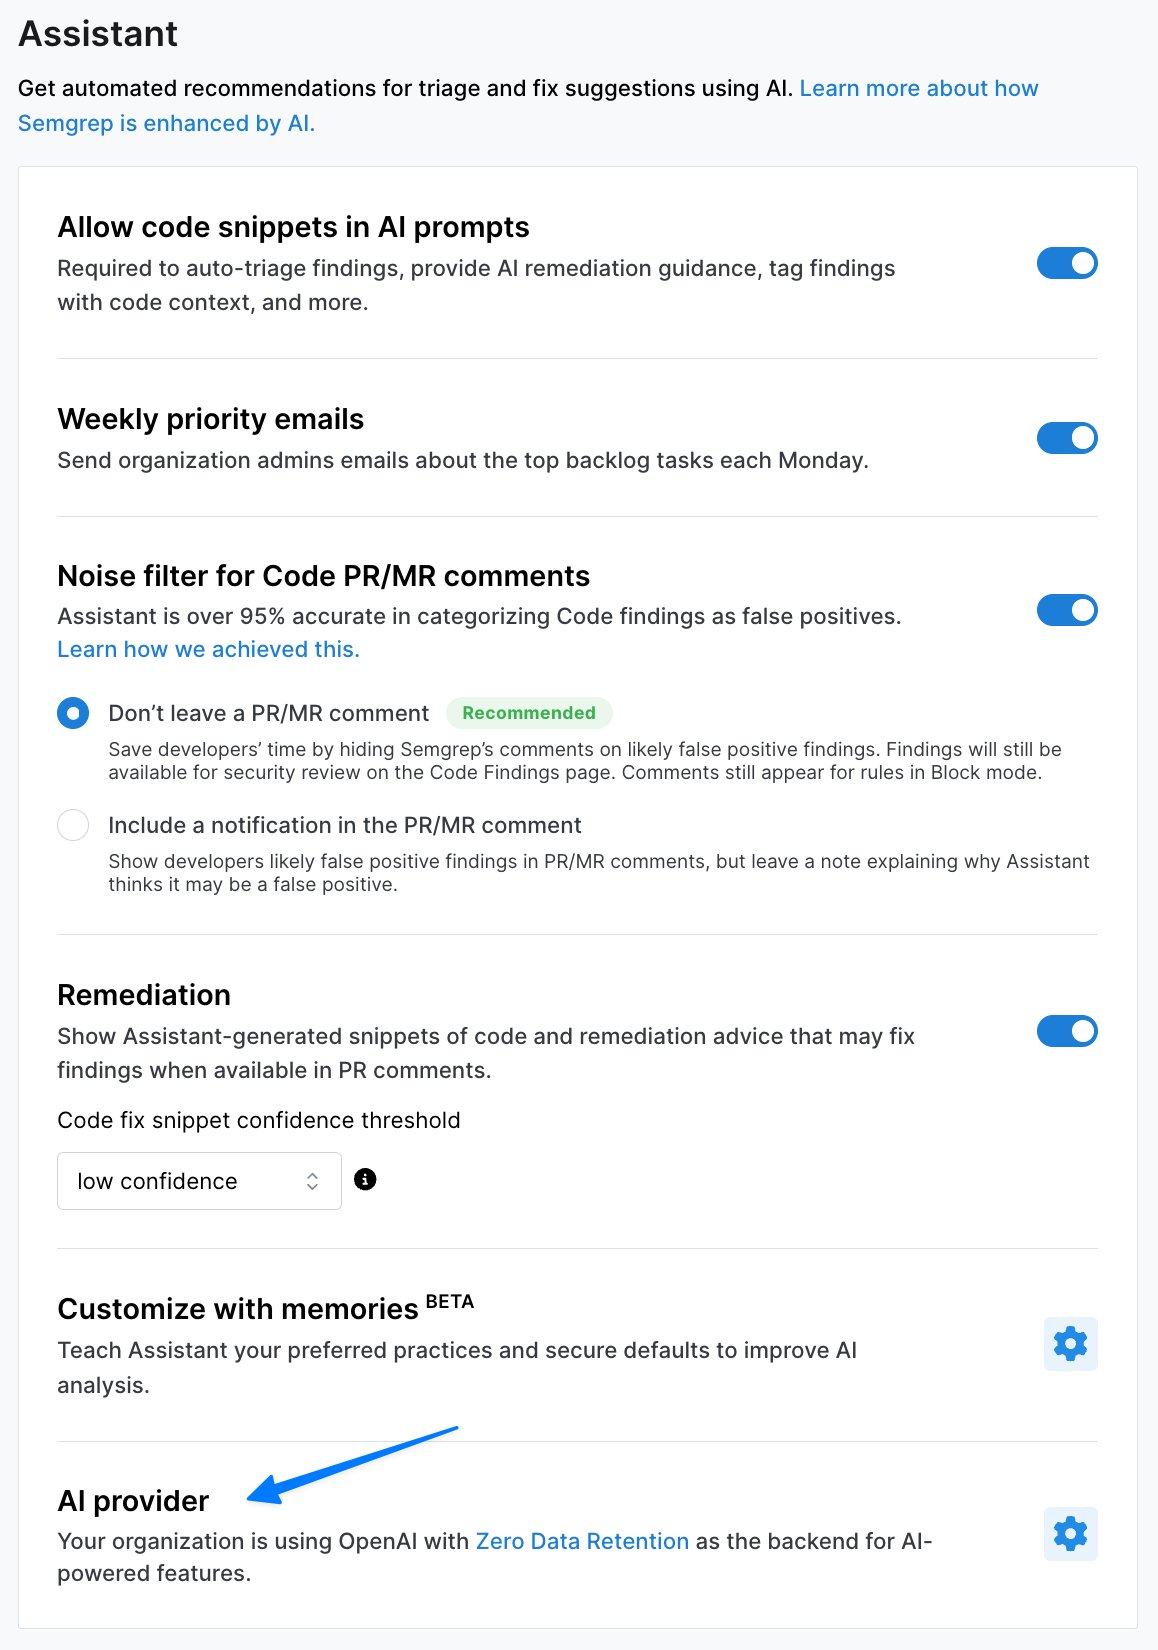 Assistant
Get automated recommendations for triage and fix suggestions using AI. Learn more about how
Semgrep is enhanced by AI.
Allow code snippets in AI prompts
Required to auto-triage findings, provide AI remediation guidance, tag findings
with code context, and more.
Weekly priority emails
Send organization admins emails about the top backlog tasks each Monday.
Noise filter for Code PR/MR comments
Assistant is over 95% accurate in categorizing Code findings as false positives.
Learn how we achieved this.
Don’t leave a PR/MR comment Recommended
Save developers’ time by hiding Semgrep’s comments on likely false positive findings. Findings will still be
available for security review on the Code Findings page. Comments still appear for rules in Block mode.
Include a notification in the PR/MR comment
Show developers likely false positive findings in PR/MR comments, but leave a note explaining why Assistant
thinks it may be a false positive.
Remediation
Show Assistant-generated snippets of code and remediation advice that may fix
findings when available in PR comments.
Code fix snippet confidence threshold
low confidence
Customize with memories BETA
Teach Assistant your preferred practices and secure defaults to improve AI
analysis.
AI provider
Your organization is using OpenAI with Zero Data Retention as the backend for AI-
powered features.